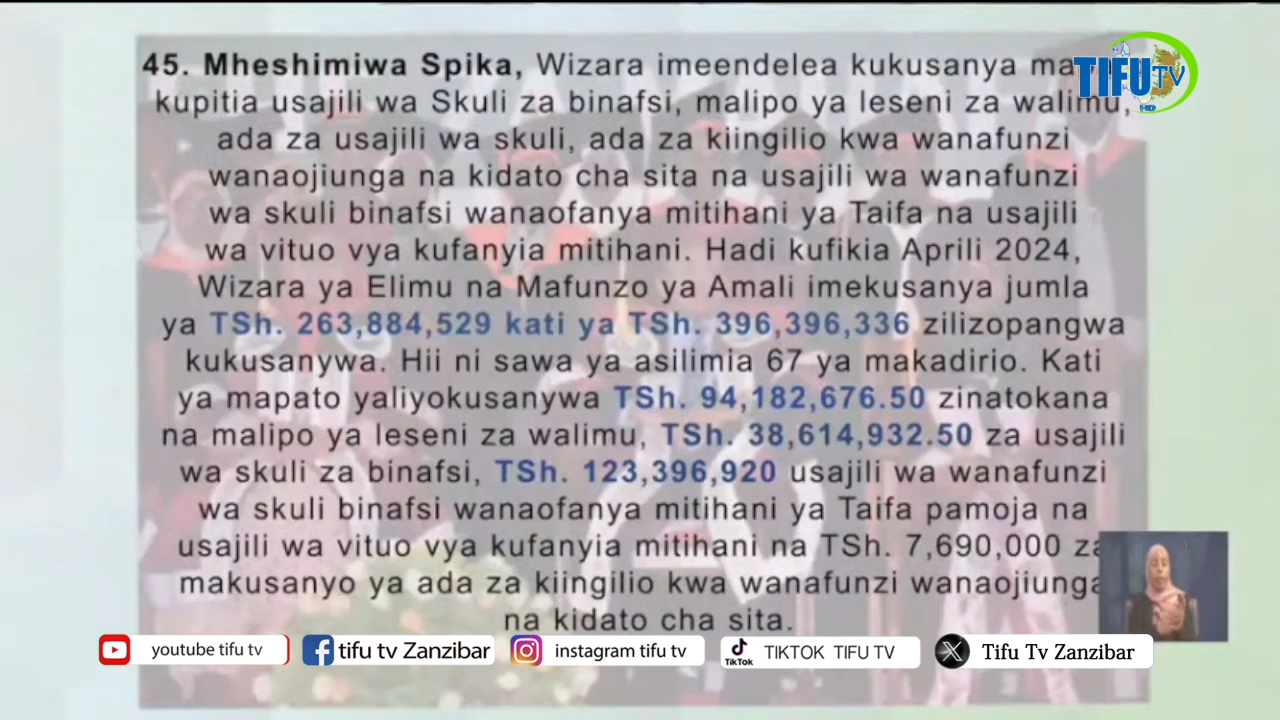 45. Mheshimiwa Spika, Wizara imeendelea kukusanya
kupitia usajili wa Skuli za binafsi, malipo ya leseni za walimu,
ada za usajili wa skuli, ada za kiingilio kwa wanafunzi
wanaojiunga na kidato cha sita na usajili wa wanafunzi
wa skuli binafsi wanaofanya mitihani ya Taifa na usajili
wa vituo vya kufanyia mitihani. Hadi kufikia Aprili 2024,
Wizara ya Elimu na Mafunzo ya Amali imekusanya jumla
ya TSh. 263,884,529 kati ya TSh. 396,396,336 zilizopangwa
kukusanywa. Hii ni sawa ya asilimia 67 ya makadirio. Kati
ya mapato yaliyokusanywa TSh. 94,182,676.50 zinatokana
na malipo ya leseni za walimu, TSh. 38,614,932.50 za usajili
wa skuli za binafsi, TSh. 123,396,920 usajili wa wanafunzi
wa skuli binafsi wanaofanya mitihani ya Taifa pamoja na
usajili wa vituo vya kufanyia mitihani na TSh. 7,690,000 za
makusanyo ya ada za kiingilio kwa wanafunzi wanaojiunga
na kidato cha sita.
TIFU TV
HD
youtube tifu tv
tifu tv Zanzibar
instagram tifu tv
TikTok
TIKTOK TIFU TV
Tifu Tv Zanzibar